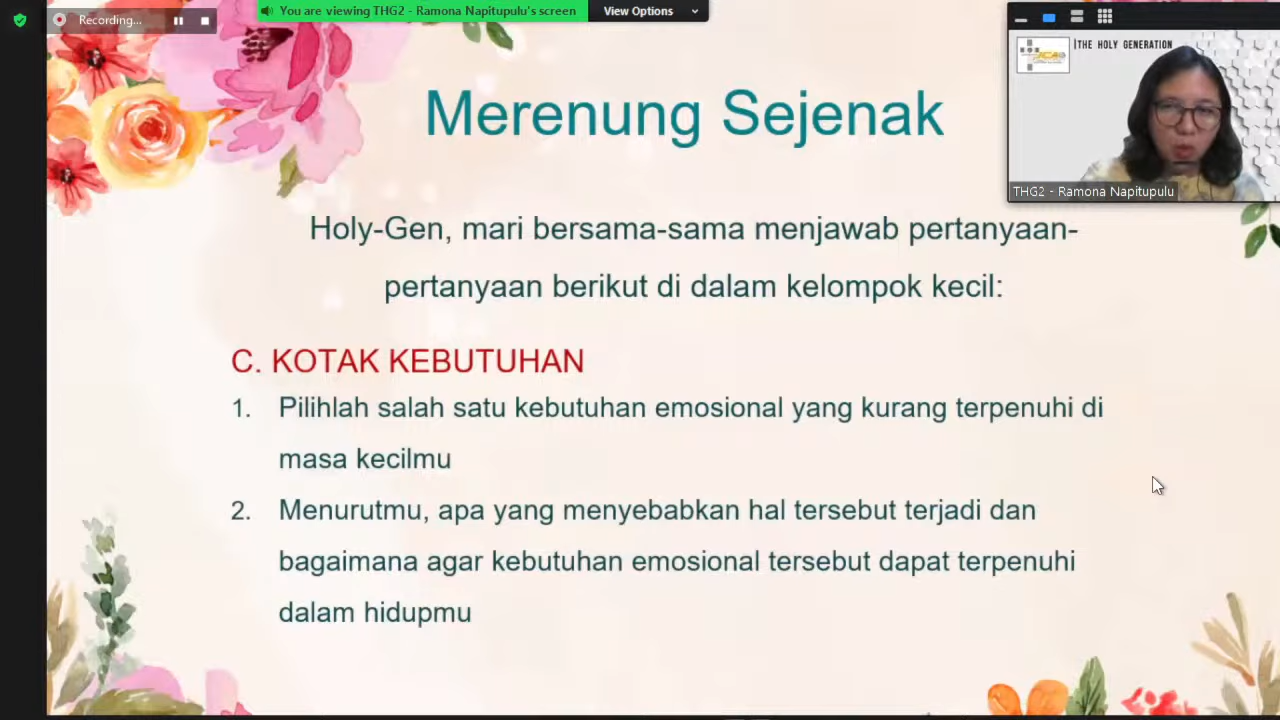 Recording...
You are viewing THG2 - Ramona Napitupulu's screen
View Options
THE HOLY GENERATION
THG2 - Ramona Napitupulu
Merenung Sejenak
Holy-Gen, mari bersama-sama menjawab pertanyaan-
pertanyaan berikut di dalam kelompok kecil:
C. KOTAK KEBUTUHAN
1. Pilihlah salah satu kebutuhan emosional yang kurang terpenuhi di
masa kecilmu
2. Menurutmu, apa yang menyebabkan hal tersebut terjadi dan
bagaimana agar kebutuhan emosional tersebut dapat terpenuhi
dalam hidupmu